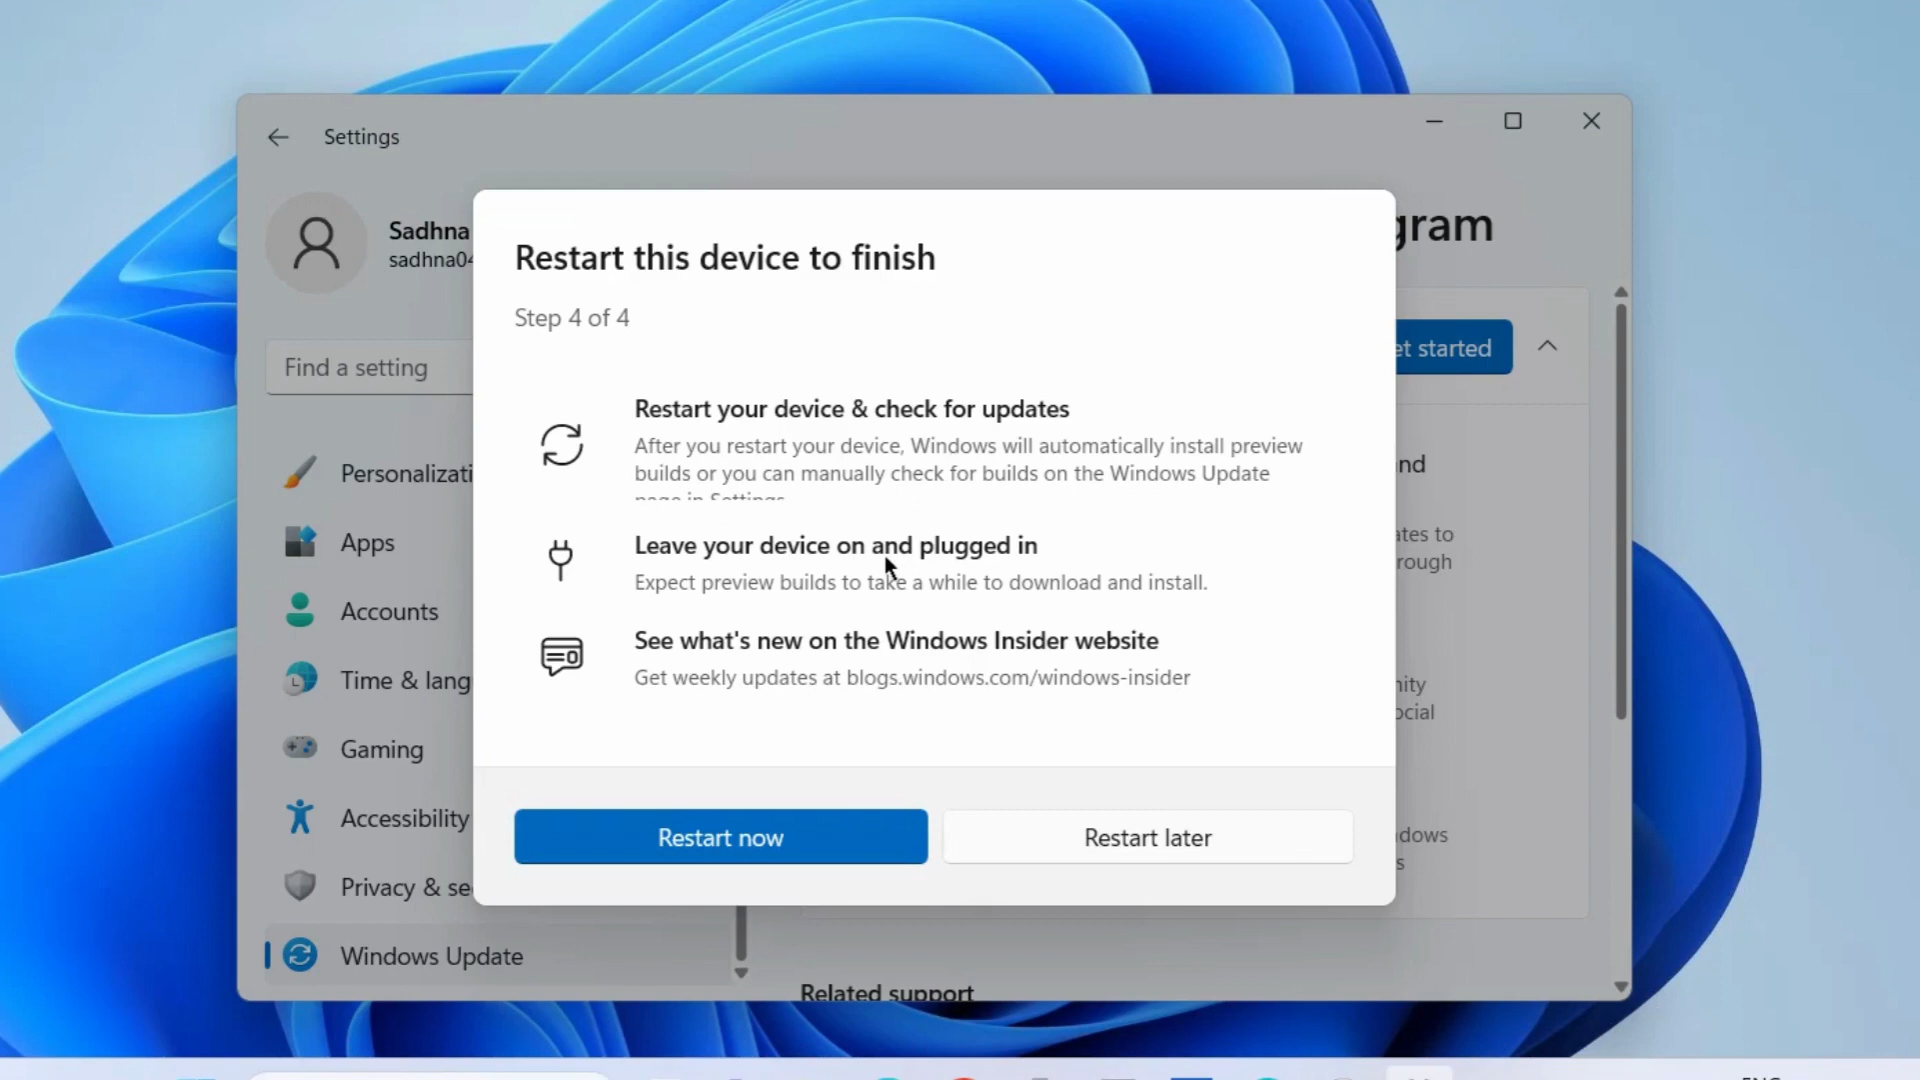 Settings
Sadhna
sadhna04
gram
Find a setting
Get started
Restart this device to finish
Step 4 of 4
Restart your device & check for updates
After you restart your device, Windows will automatically install preview
builds or you can manually check for builds on the Windows Update
page in Settings
Leave your device on and plugged in
Expect preview builds to take a while to download and install.
See what's new on the Windows Insider website
Get weekly updates at blogs.windows.com/windows-insider
Restart now
Restart later
Personalizati
Apps
Accounts
Time & lang
Gaming
Accessibility
Privacy & se
Windows Update
nd
ates to
rough
nity
ocial
dows
s
Related support
ENG